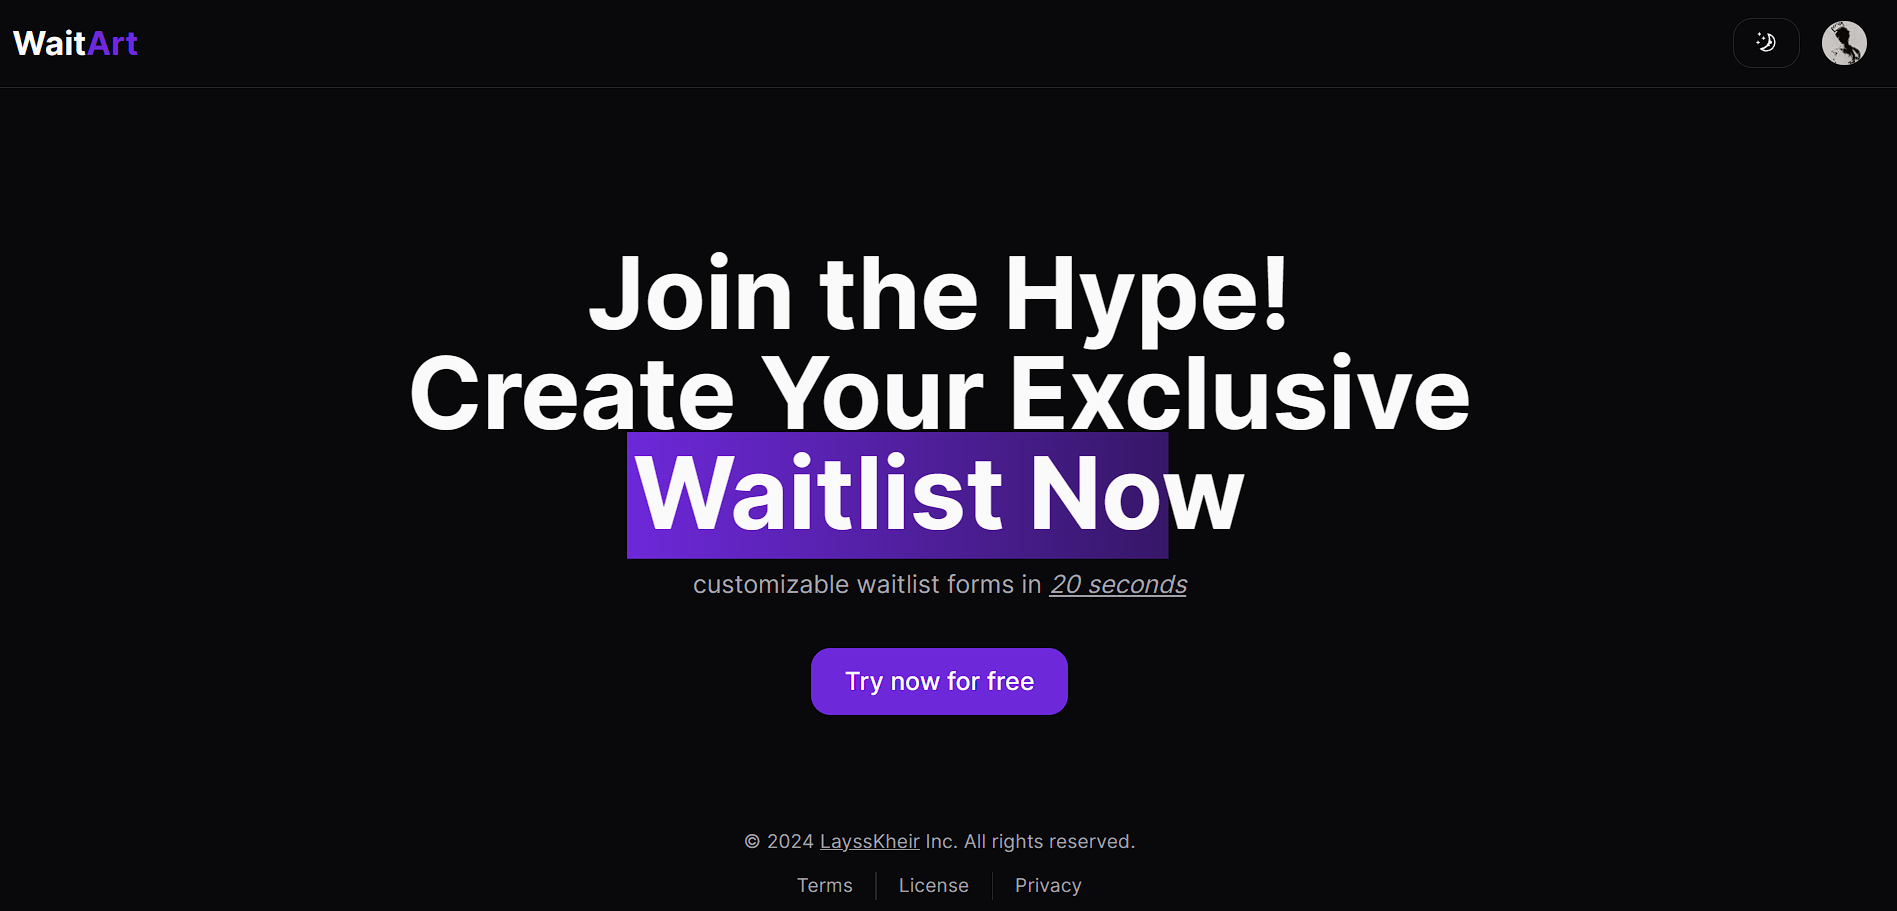 WaitArt
Join the Hype!
Create Your Exclusive
Waitlist Now
customizable waitlist forms in 20 seconds
Try now for free
© 2024 LayssKheir Inc. All rights reserved.
Terms
License
Privacy